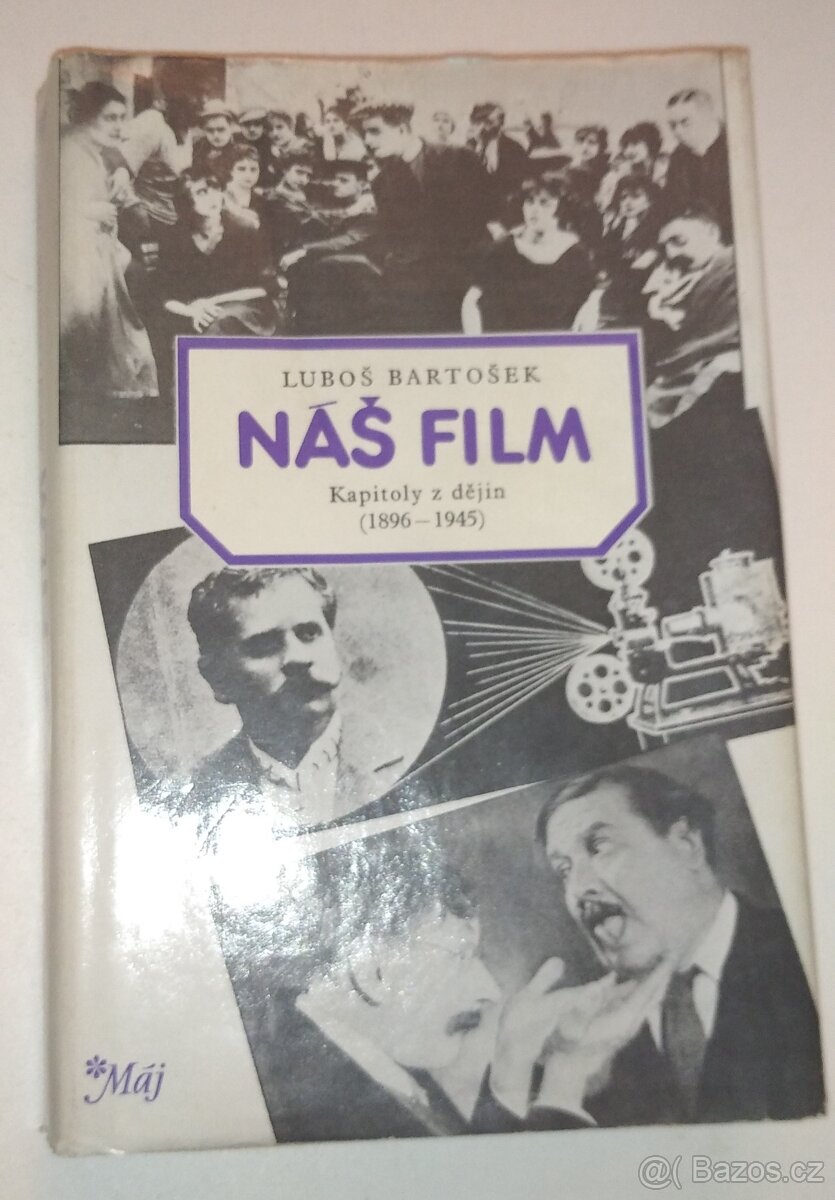 LUBOŠ BARTOŠEK
NÁŠ FILM
Kapitoly z dějin
(1896–1945)
*Máj
@( Bazos.cz